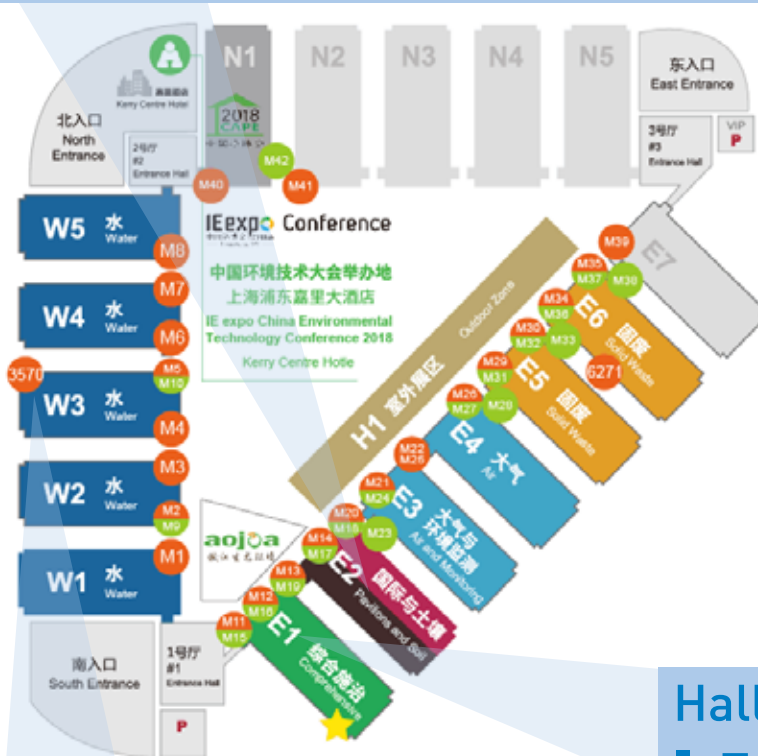 Kerry Centre Hotel
N1
N2
N3
N4
N5
2018
CAPE
东入口
East Entrance
北入口
North
Entrance
2号厅
#2
Entrance Hall
3号厅
#3
Entrance Hall
VIP
P
M42
M40
M41
W5 水
Water
M8
IEexpo Conference
中国环境技术大会举办地
上海浦东嘉里大酒店
IE expo China Environmental
Technology Conference 2018
Kerry Centre Hotle
M7
W4 水
Water
M6
3570
M5
M10
W3 水
Water
M4
M3
W2 水
Water
M2
M9
M1
W1 水
Water
南入口
South Entrance
1号厅
#1
Entrance Hall
P
aojoa
H1 室外展区 Outdoor Zone
M39
E7
M35
M37
M38
M34
M36
E6 固废
Solid Waste
M30
M32
M33
6271
M29
M31
E5 固废
Solid Waste
M26
M27
M28
E4 大气
Air
M22
M25
M21
M24
E3 大气与
环境监测
Air and Monitoring
M20
M18
M23
M14
M17
E2 国际与土壤
Pavilions and Soil
M13
M19
M12
M16
M11
M15
E1 综合施治
Comprehensive
Hall